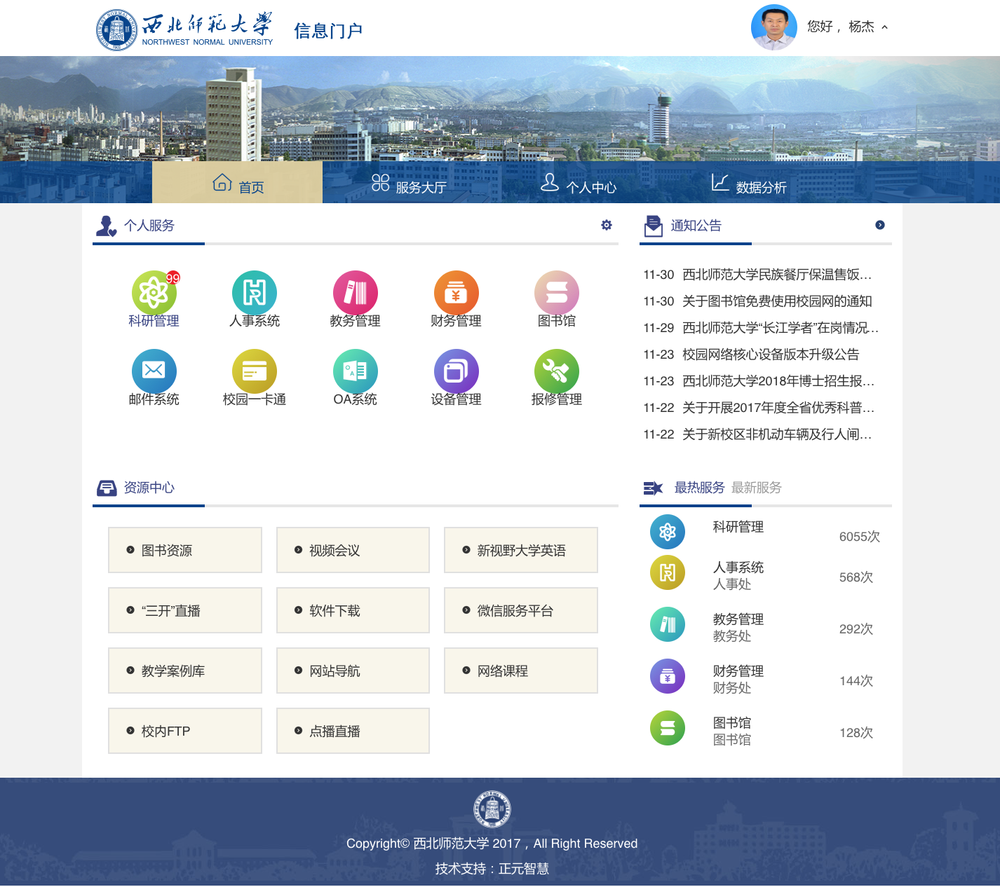 西北师范大学
NORTHWEST NORMAL UNIVERSITY
信息门户
您好， 杨杰
首页
服务大厅
个人中心
数据分析
个人服务
99
科研管理
人事系统
教务管理
财务管理
图书馆
邮件系统
校园一卡通
OA系统
设备管理
报修管理
通知公告
11-30 西北师范大学民族餐厅保温售饭…
11-30 关于图书馆免费使用校园网的通知
11-29 西北师范大学“长江学者”在岗情况…
11-23 校园网络核心设备版本升级公告
11-23 西北师范大学2018年博士招生报…
11-22 关于开展2017年度全省优秀科普…
11-22 关于新校区非机动车辆及行人闸…
资源中心
图书资源
视频会议
新视野大学英语
“三开”直播
软件下载
微信服务平台
教学案例库
网站导航
网络课程
校内FTP
点播直播
最热服务 最新服务
科研管理
6055次
人事系统
人事处
568次
教务管理
教务处
292次
财务管理
财务处
144次
图书馆
图书馆
128次
Copyright© 西北师范大学 2017，All Right Reserved
技术支持：正元智慧